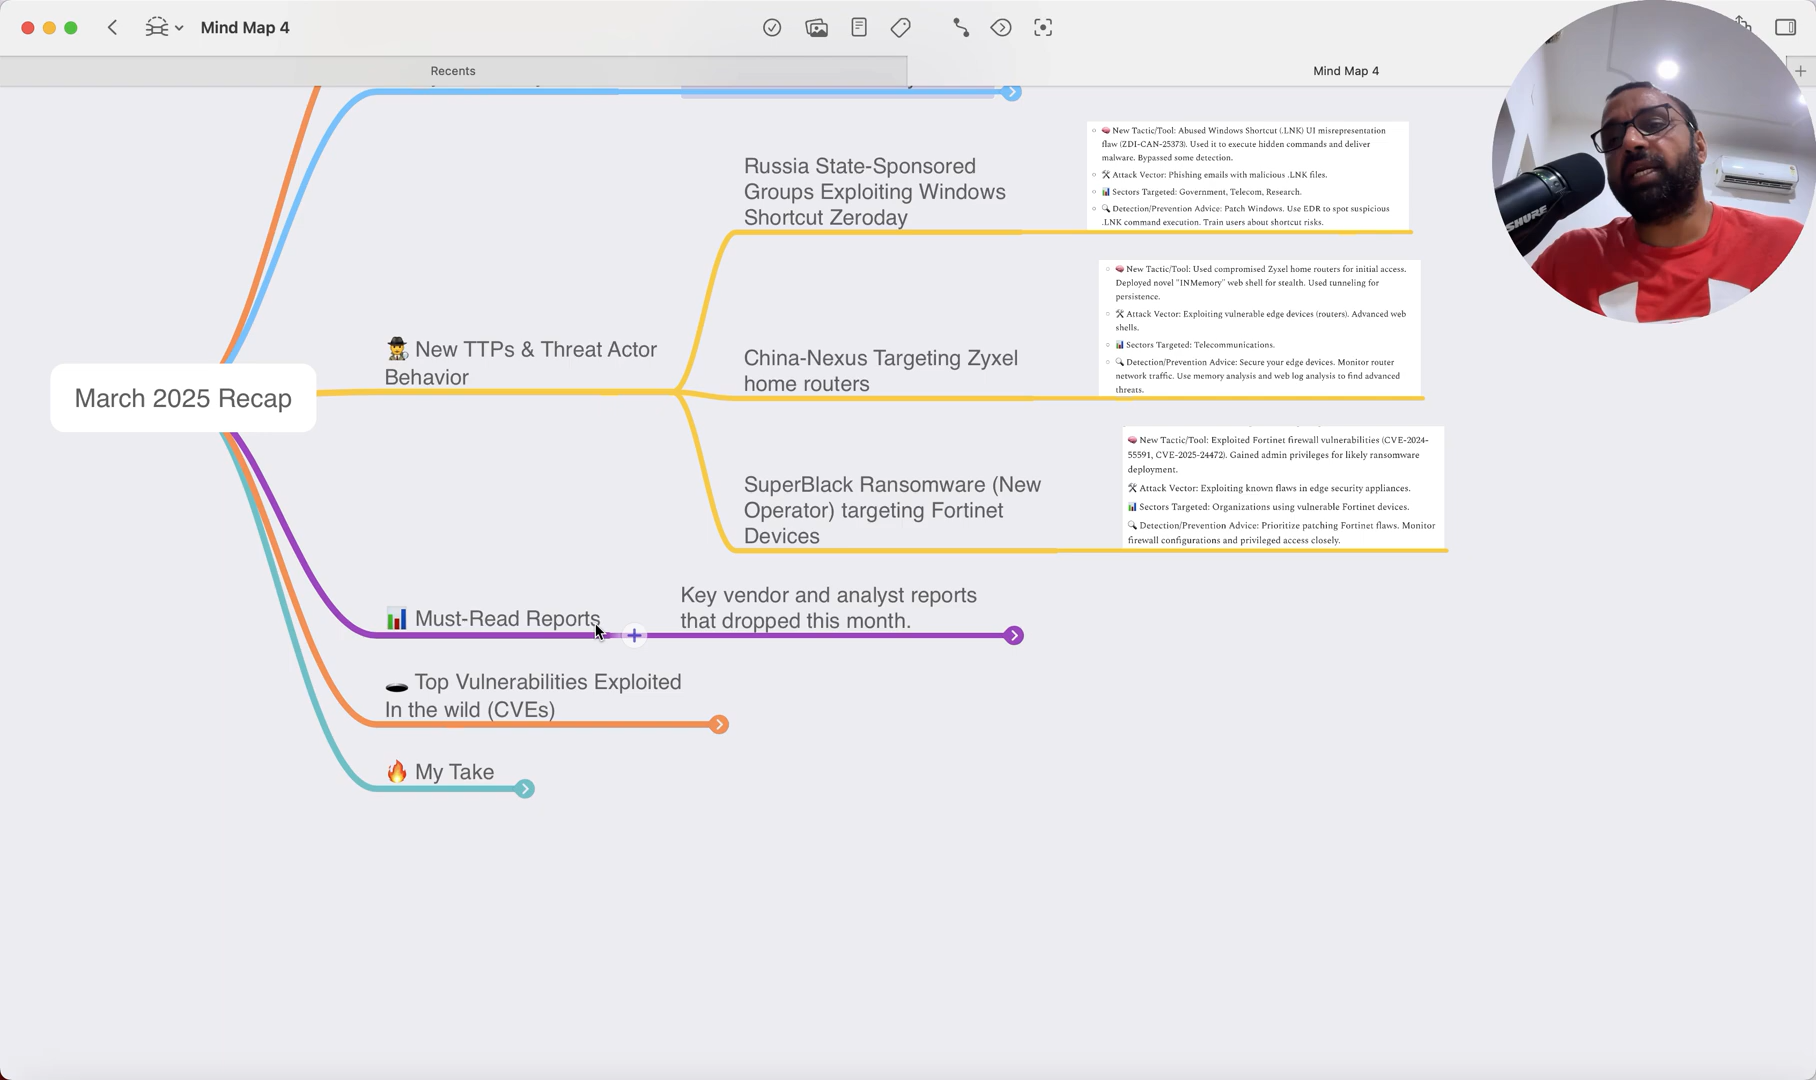 Mind Map 4
Recents
Mind Map 4
New Tactic/Tool: Abused Windows Shortcut (.LNK) UI misrepresentation
flaw (ZDI-CAN-25373). Used it to execute hidden commands and deliver
malware. Bypassed some detection.
Attack Vector: Phishing emails with malicious .LNK files.
Sectors Targeted: Government, Telecom, Research.
Detection/Prevention Advice: Patch Windows. Use EDR to spot suspicious
.LNK command execution. Train users about shortcut risks.
Russia State-Sponsored
Groups Exploiting Windows
Shortcut Zeroday
New Tactic/Tool: Used compromised Zyxel home routers for initial access.
Deployed novel "INMemory" web shell for stealth. Used tunneling for
persistence.
Attack Vector: Exploiting vulnerable edge devices (routers). Advanced web
shells.
Sectors Targeted: Telecommunications.
Detection/Prevention Advice: Secure your edge devices. Monitor router
network traffic. Use memory analysis and web log analysis to find advanced
threats.
China-Nexus Targeting Zyxel
home routers
New TTPs & Threat Actor
Behavior
March 2025 Recap
New Tactic/Tool: Exploited Fortinet firewall vulnerabilities (CVE-2024-
55591, CVE-2025-24472). Gained admin privileges for likely ransomware
deployment.
Attack Vector: Exploiting known flaws in edge security appliances.
Sectors Targeted: Organizations using vulnerable Fortinet devices.
Detection/Prevention Advice: Prioritize patching Fortinet flaws. Monitor
firewall configurations and privileged access closely.
SuperBlack Ransomware (New
Operator) targeting Fortinet
Devices
Must-Read Reports
Key vendor and analyst reports
that dropped this month.
Top Vulnerabilities Exploited
In the wild (CVEs)
My Take
SHURE